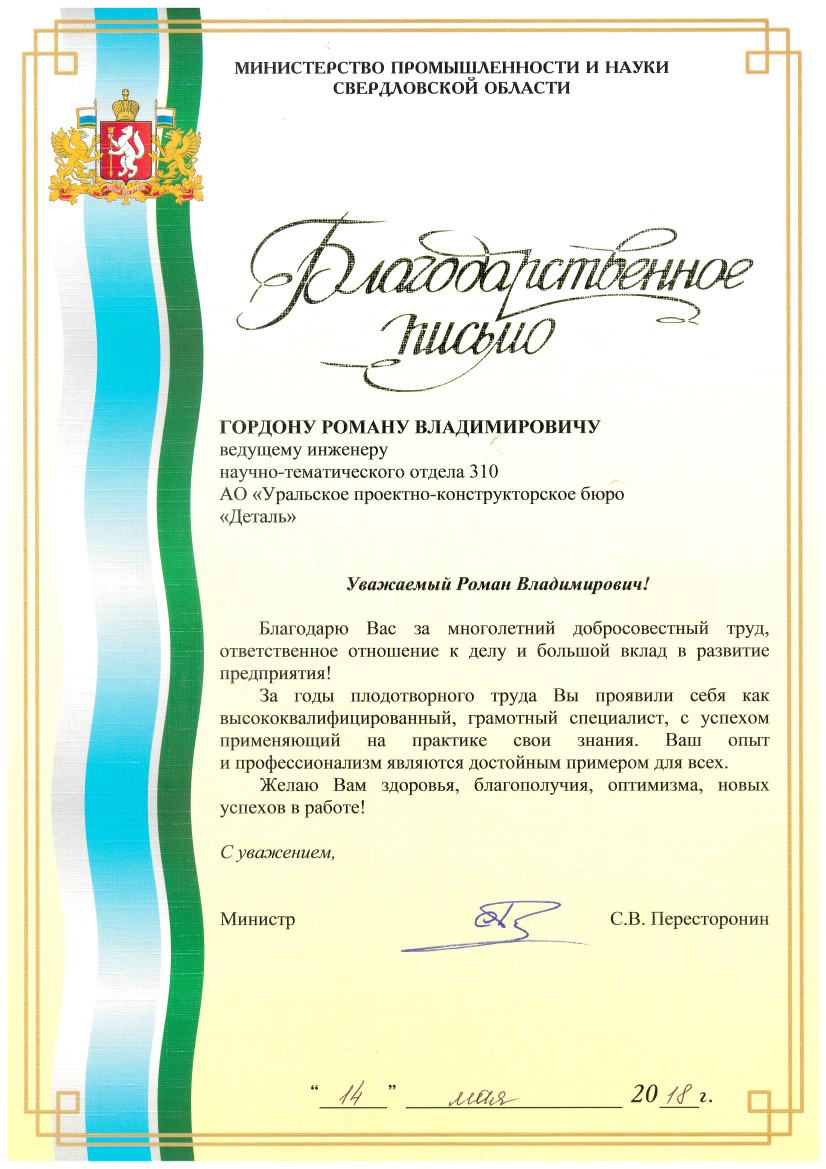 МИНИСТЕРСТВО ПРОМЫШЛЕННОСТИ И НАУКИ
СВЕРДЛОВСКОЙ ОБЛАСТИ
Благодарственное
письмо
ГОРДОНУ РОМАНУ ВЛАДИМИРОВИЧУ
ведущему инженеру
научно-тематического отдела 310
АО «Уральское проектно-конструкторское бюро
«Деталь»
Уважаемый Роман Владимирович!
Благодарю Вас за многолетний добросовестный труд,
ответственное отношение к делу и большой вклад в развитие
предприятия!
За годы плодотворного труда Вы проявили себя как
высококвалифицированный, грамотный специалист, с успехом
применяющий на практике свои знания. Ваш опыт
и профессионализм являются достойным примером для всех.
Желаю Вам здоровья, благополучия, оптимизма, новых
успехов в работе!
С уважением,
Министр С.В. Пересторонин
“ 14 ” мая 2018 г.